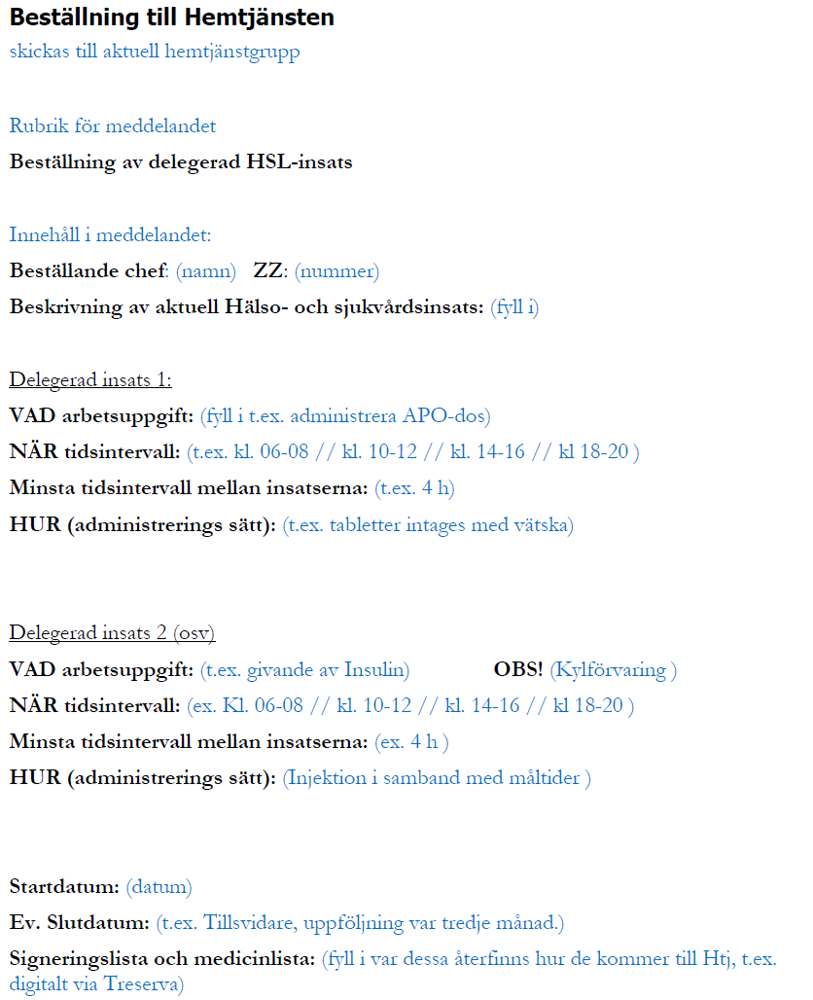 Beställning till Hemtjänsten
skickas till aktuell hemtjänstgrupp
Rubrik för meddelandet
Beställning av delegerad HSL-insats
Innehåll i meddelandet:
Beställande chef: (namn) ZZ: (nummer)
Beskrivning av aktuell Hälso- och sjukvårdsinsats: (fyll i)
Delegerad insats 1:
VAD arbetsuppgift: (fyll i t.ex. administrera APO-dos)
NÄR tidsintervall: (t.ex. kl. 06-08 // kl. 10-12 // kl. 14-16 // kl 18-20 )
Minsta tidsintervall mellan insatserna: (t.ex. 4 h)
HUR (administrerings sätt): (t.ex. tabletter intages med vätska)
Delegerad insats 2 (osv)
VAD arbetsuppgift: (t.ex. givande av Insulin) OBS! (Kylförvaring )
NÄR tidsintervall: (ex. Kl. 06-08 // kl. 10-12 // kl. 14-16 // kl 18-20 )
Minsta tidsintervall mellan insatserna: (ex. 4 h )
HUR (administrerings sätt): (Injektion i samband med måltider )
Startdatum: (datum)
Ev. Slutdatum: (t.ex. Tillsvidare, uppföljning var tredje månad.)
Signeringslista och medicinlista: (fyll i var dessa återfinns hur de kommer till Htj, t.ex.
digitalt via Treserva)